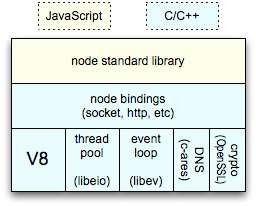 JavaScript
C/C++
node standard library
node bindings
(socket, http, etc)
V8
thread
pool
(libeio)
event
loop
(libev)
DNS
(c-ares)
crypto
(OpenSSL)